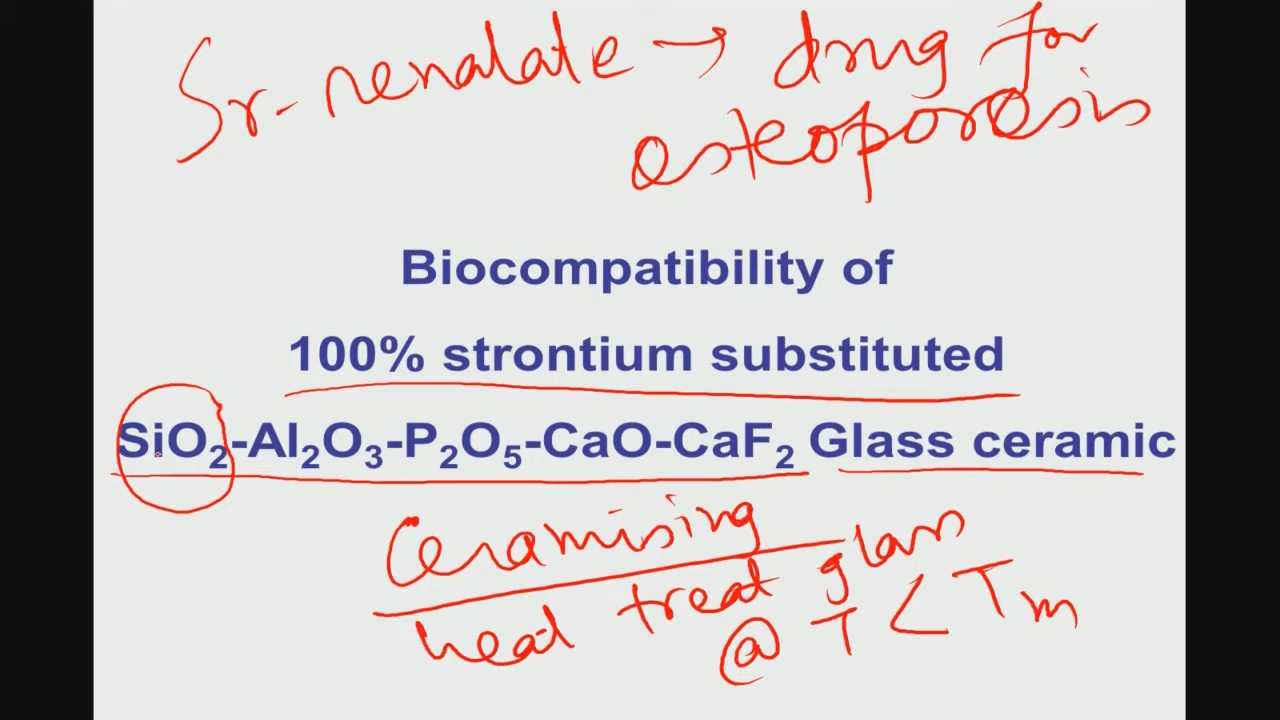 Sr-renalate → drug for
osteoporosis
Biocompatibility of
100% strontium substituted
SiO₂-Al₂O₃-P₂O₅-CaO-CaF₂ Glass ceramic
Ceramising
heat treat glass
@ T < Tm